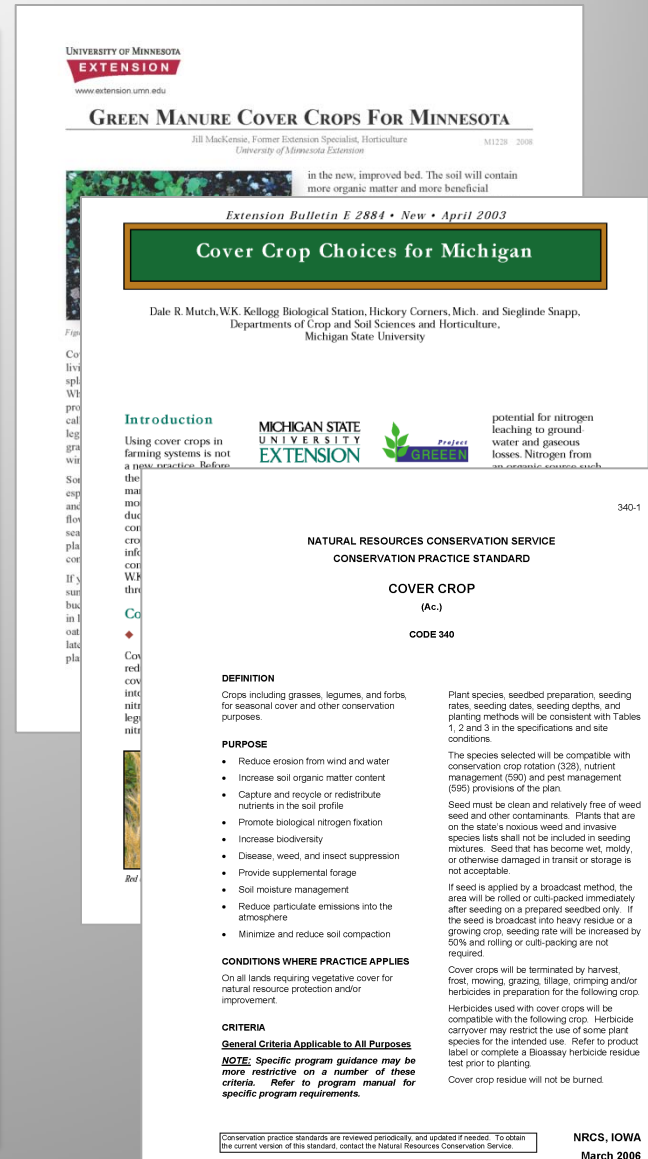 UNIVERSITY OF MINNESOTA
EXTENSION
www.extension.umn.edu
GREEN MANURE COVER CROPS FOR MINNESOTA
Jill MacKensie, Former Extension Specialist, Horticulture
University of Minnesota Extension
M1228 2008
in the new, improved bed. The soil will contain
more organic matter and more beneficial
Extension Bulletin E 2884 • New • April 2003
Cover Crop Choices for Michigan
Dale R. Mutch, W.K. Kellogg Biological Station, Hickory Corners, Mich. and Sieglinde Snapp,
Departments of Crop and Soil Sciences and Horticulture,
Michigan State University
Introduction
Using cover crops in
farming systems is not
a new practice. Before
the
MICHIGAN STATE
UNIVERSITY
EXTENSION
Project
GREEEN
potential for nitrogen
leaching to ground-
water and gaseous
losses. Nitrogen from
an organic source such
340-1
NATURAL RESOURCES CONSERVATION SERVICE
CONSERVATION PRACTICE STANDARD
COVER CROP
(Ac.)
CODE 340
DEFINITION
Crops including grasses, legumes, and forbs,
for seasonal cover and other conservation
purposes.
PURPOSE
• Reduce erosion from wind and water
• Increase soil organic matter content
• Capture and recycle or redistribute
nutrients in the soil profile
• Promote biological nitrogen fixation
• Increase biodiversity
• Disease, weed, and insect suppression
• Provide supplemental forage
• Soil moisture management
• Reduce particulate emissions into the
atmosphere
• Minimize and reduce soil compaction
CONDITIONS WHERE PRACTICE APPLIES
On all lands requiring vegetative cover for
natural resource protection and/or
improvement.
CRITERIA
General Criteria Applicable to All Purposes
NOTE: Specific program guidance may be
more restrictive on a number of these
criteria. Refer to program manual for
specific program requirements.
Plant species, seedbed preparation, seeding
rates, seeding dates, seeding depths, and
planting methods will be consistent with Tables
1, 2 and 3 in the specifications and site
conditions.
The species selected will be compatible with
conservation crop rotation (328), nutrient
management (590) and pest management
(595) provisions of the plan.
Seed must be clean and relatively free of weed
seed and other contaminants. Plants that are
on the state's noxious weed and invasive
species lists shall not be included in seeding
mixtures. Seed that has become wet, moldy,
or otherwise damaged in transit or storage is
not acceptable.
If seed is applied by a broadcast method, the
area will be rolled or culti-packed immediately
after seeding on a prepared seedbed only. If
the seed is broadcast into heavy residue or a
growing crop, seeding rate will be increased by
50% and rolling or culti-packing are not
required.
Cover crops will be terminated by harvest,
frost, mowing, grazing, tillage, crimping and/or
herbicides in preparation for the following crop.
Herbicides used with cover crops will be
compatible with the following crop. Herbicide
carryover may restrict the use of some plant
species for the intended use. Refer to product
label or complete a Bioassay herbicide residue
test prior to planting.
Cover crop residue will not be burned.
Conservation practice standards are reviewed periodically, and updated if needed. To obtain
the current version of this standard, contact the Natural Resources Conservation Service.
NRCS, IOWA
March 2006